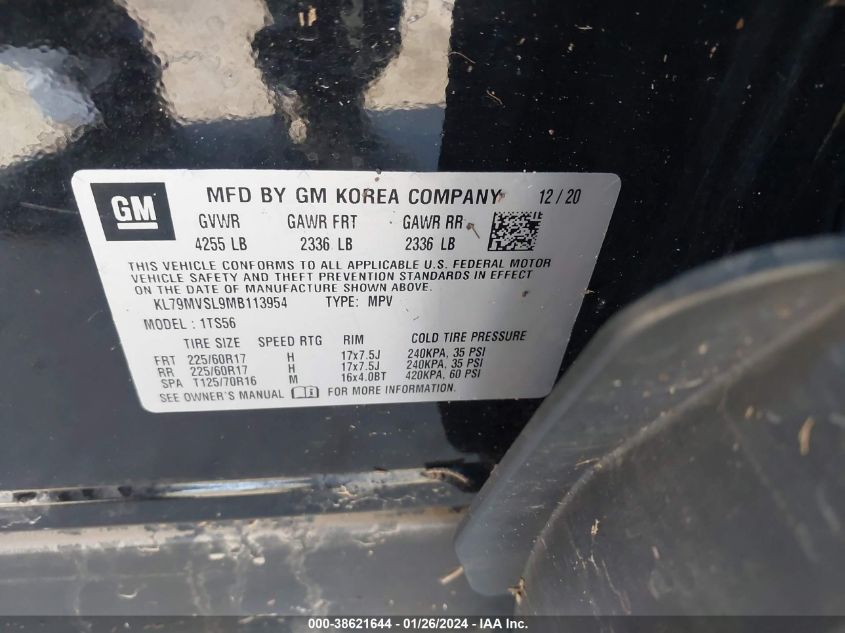 GM MFD BY GM KOREA COMPANY 12 / 20
GVWR GAWR FRT GAWR RR
4255 LB 2336 LB 2336 LB
THIS VEHICLE CONFORMS TO ALL APPLICABLE U.S. FEDERAL MOTOR
VEHICLE SAFETY AND THEFT PREVENTION STANDARDS IN EFFECT
ON THE DATE OF MANUFACTURE SHOWN ABOVE.
KL79MVSL9MB113954 TYPE: MPV
MODEL: 1TS56
TIRE SIZE SPEED RTG RIM COLD TIRE PRESSURE
FRT 225/60R17 H 17x7.5J 240KPA, 35 PSI
RR 225/60R17 H 17x7.5J 240KPA, 35 PSI
SPA T125/70R16 M 16x4.0BT 420KPA, 60 PSI
SEE OWNER'S MANUAL FOR MORE INFORMATION.
000-38621644 - 01/26/2024 - IAA Inc.